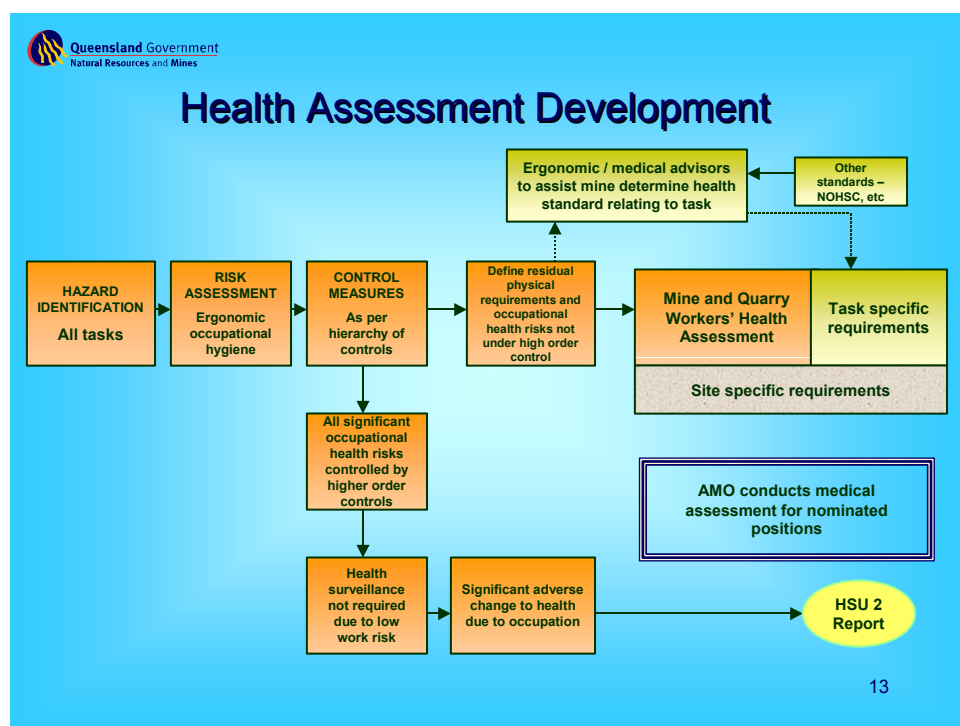 Queensland Government
Natural Resources and Mines
Health Assessment Development
Ergonomic / medical advisors
to assist mine determine health
standard relating to task
Other
standards –
NOHSC, etc
HAZARD
IDENTIFICATION
All tasks
RISK
ASSESSMENT
Ergonomic
occupational
hygiene
CONTROL
MEASURES
As per
hierarchy of
controls
Define residual
physical
requirements and
occupational
health risks not
under high order
control
Mine and Quarry
Workers’ Health
Assessment
Task specific
requirements
Site specific requirements
All significant
occupational
health risks
controlled by
higher order
controls
AMO conducts medical
assessment for nominated
positions
Health
surveillance
not required
due to low
work risk
Significant adverse
change to health
due to occupation
HSU 2
Report
13